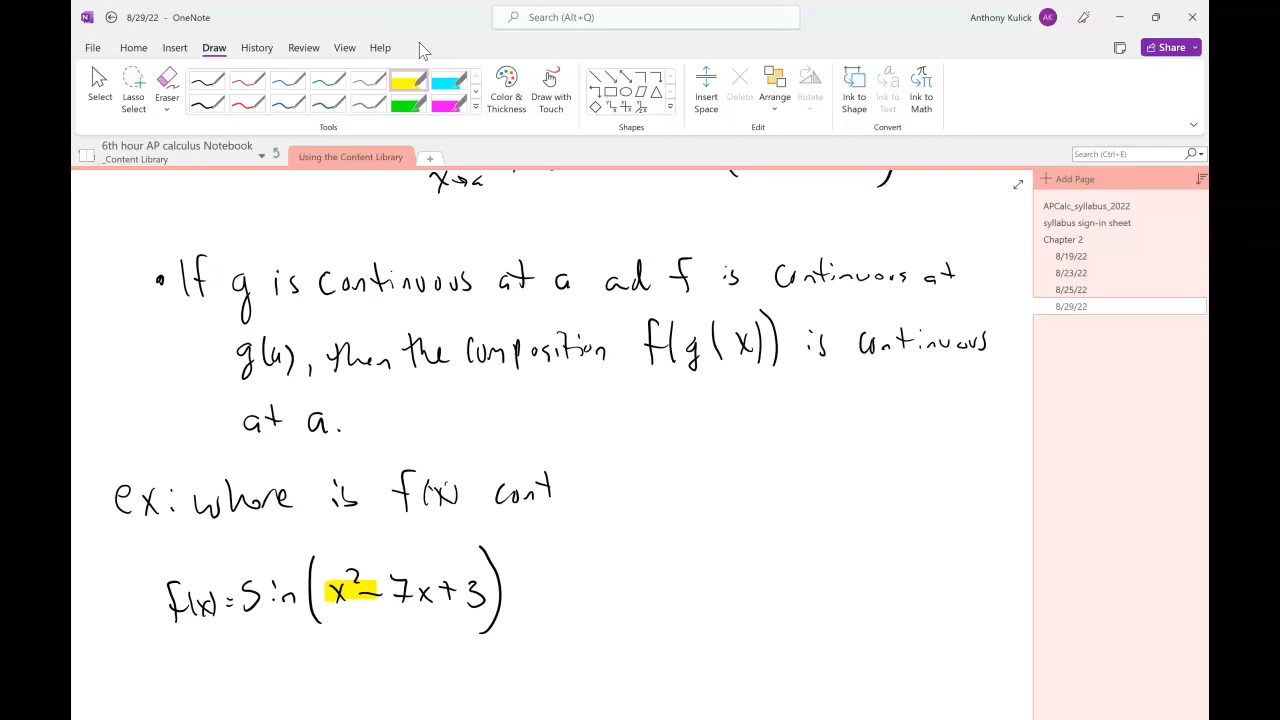 8/29/22 - OneNote
Search (Alt+Q)
Anthony Kulick
AK
File Home Insert Draw History Review View Help
Share
Select
Lasso Select
Eraser
Color & Thickness
Draw with Touch
Insert Space
Delete
Arrange
Rotate
Ink to Shape
Ink to Text
Ink to Math
Tools
Shapes
Edit
Convert
6th hour AP calculus Notebook
_Content Library
Using the Content Library
Search (Ctrl+E)
x→a
• If g is continuous at a ad f is continuous at
g(a), then the composition f(g(x)) is continuous
at a.
ex: where is f(x) cont
f(x) = Sin(x² - 7x + 3)
Add Page
APCalc_syllabus_2022
syllabus sign-in sheet
Chapter 2
8/19/22
8/23/22
8/25/22
8/29/22